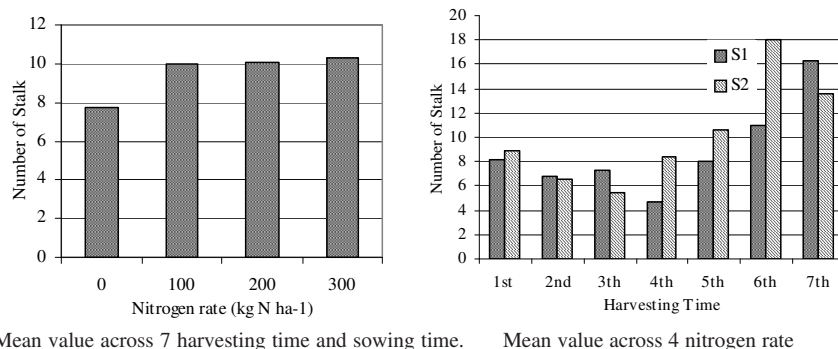 12
10
8
6
4
2
0
Number of Stalk
0 100 200 300
Nitrogen rate (kg N ha-1)
Mean value across 7 harvesting time and sowing time.
20
18
16
14
12
10
8
6
4
2
0
Number of Stalk
S1
S2
1st 2nd 3th 4th 5th 6th 7th
Harvesting Time
Mean value across 4 nitrogen rate